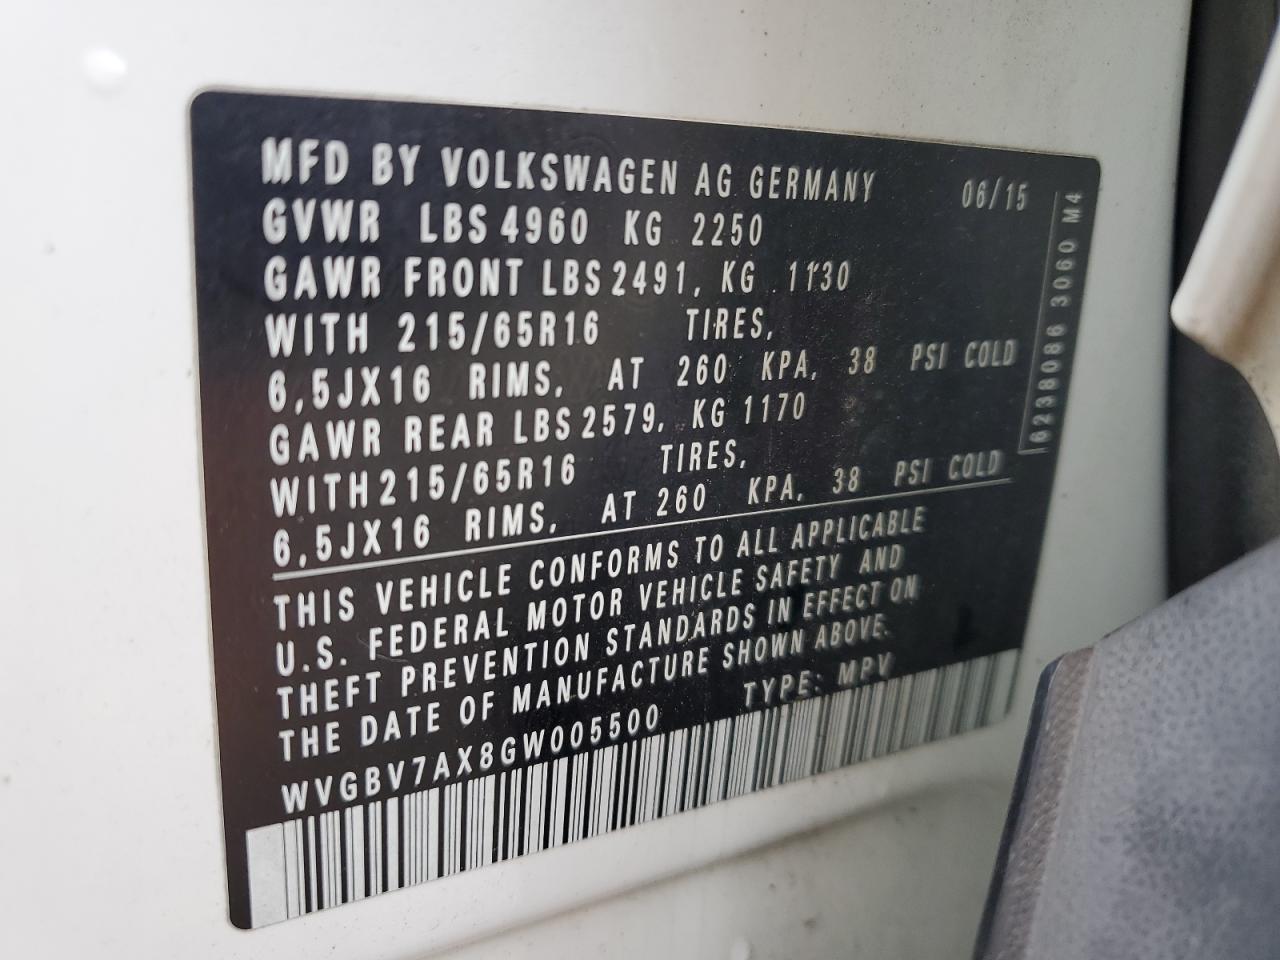 MFD BY VOLKSWAGEN AG GERMANY 06/15
GVWR LBS 4960 KG 2250
GAWR FRONT LBS 2491, KG 1130
WITH 215/65R16 TIRES,
6,5JX16 RIMS, AT 260 KPA, 38 PSI COLD
GAWR REAR LBS 2579, KG 1170
WITH 215/65R16 TIRES,
6,5JX16 RIMS, AT 260 KPA, 38 PSI COLD
THIS VEHICLE CONFORMS TO ALL APPLICABLE
U.S. FEDERAL MOTOR VEHICLE SAFETY AND
THEFT PREVENTION STANDARDS IN EFFECT ON
THE DATE OF MANUFACTURE SHOWN ABOVE.
WVGBV7AX8GW005500 TYPE: MPV
6238086 3060 M4